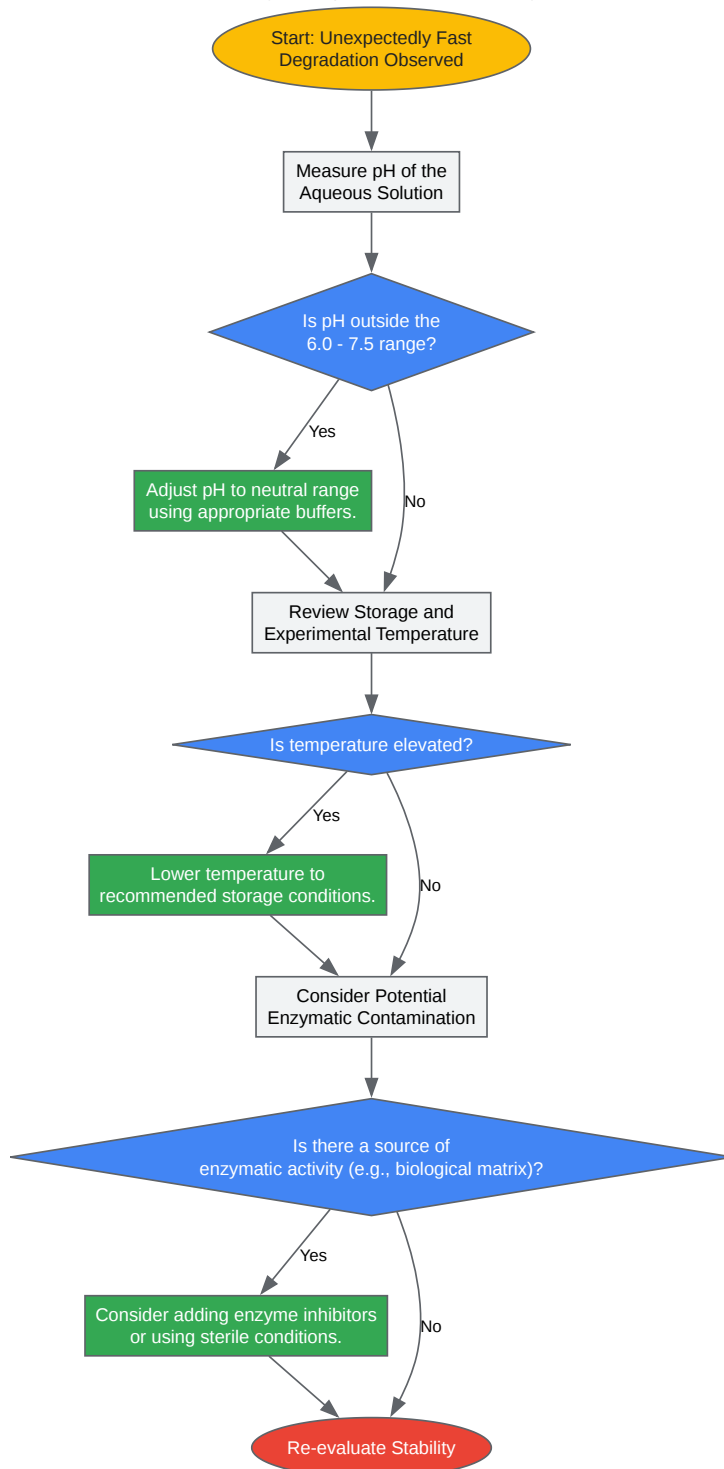 Start: Unexpectedly Fast
Degradation Observed
Measure pH of the
Aqueous Solution
Is pH outside the
6.0 - 7.5 range?
Yes
Adjust pH to neutral range
using appropriate buffers.
No
Review Storage and
Experimental Temperature
Is temperature elevated?
Yes
Lower temperature to
recommended storage conditions.
No
Consider Potential
Enzymatic Contamination
Is there a source of
enzymatic activity (e.g., biological matrix)?
Yes
Consider adding enzyme inhibitors
or using sterile conditions.
No
Re-evaluate Stability